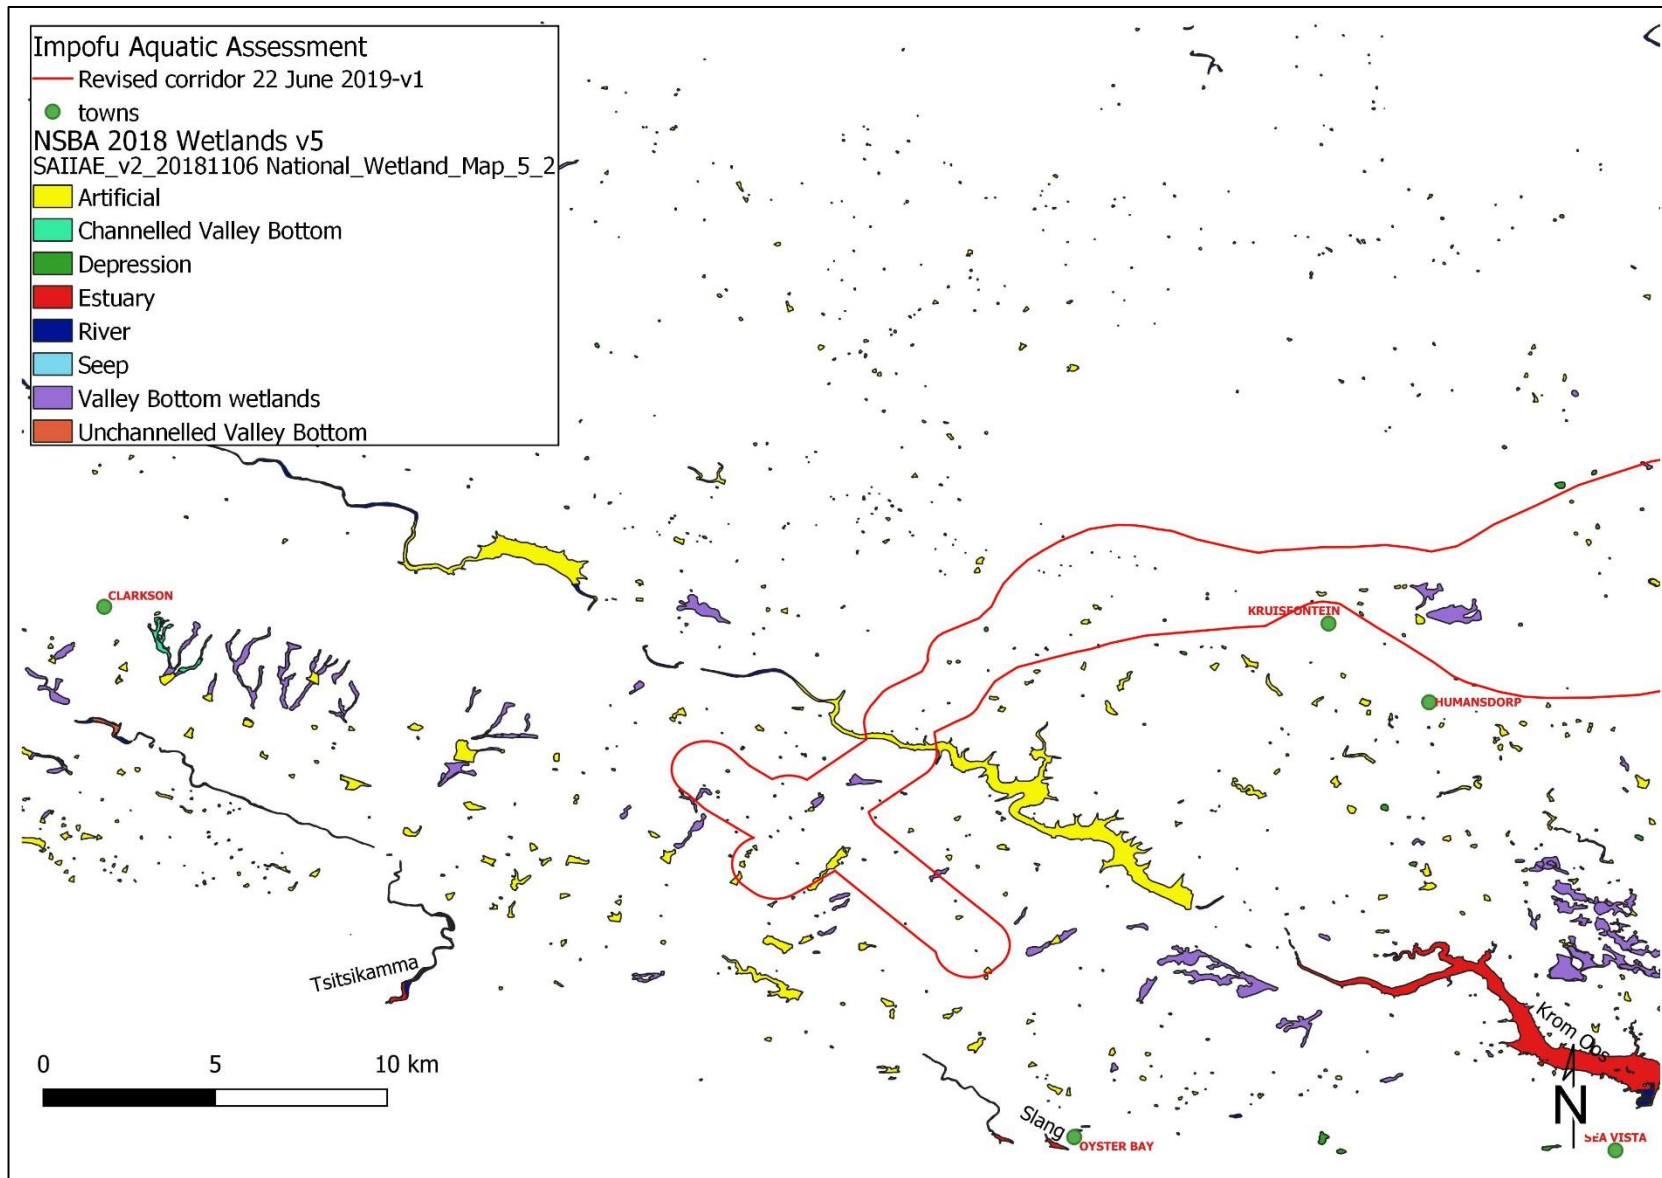 Impofu Aquatic Assessment
Revised corridor 22 June 2019-v1
towns
NSBA 2018 Wetlands v5
SAIIAE_v2_20181106 National_Wetland_Map_5_2
Artificial
Channelled Valley Bottom
Depression
Estuary
River
Seep
Valley Bottom wetlands
Unchannelled Valley Bottom
CLARKSON
KRUISFONTEIN
HUMANSDORP
Tsitsikamma
Krom Oos
0 5 10 km
N
Slang
OYSTER BAY
SEA VISTA